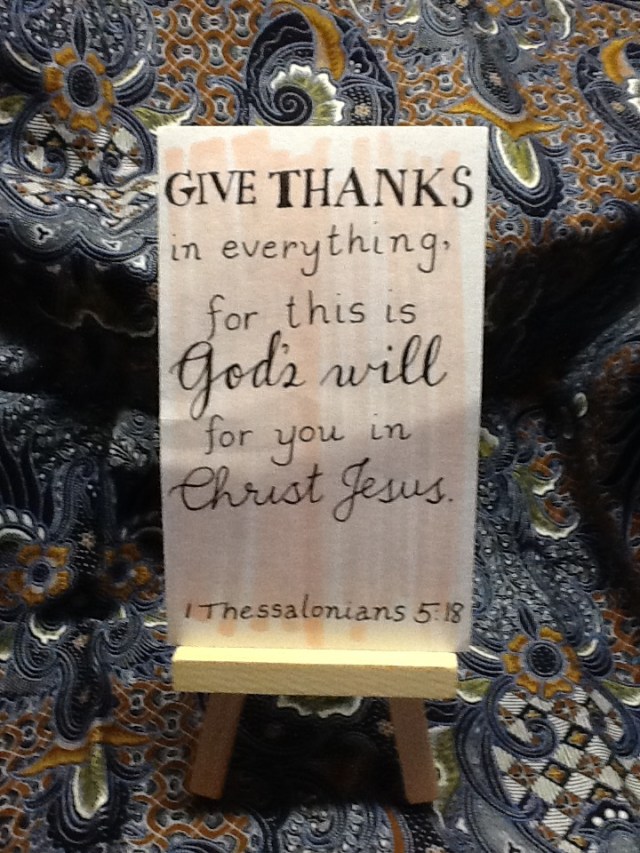 GIVE THANKS
in everything,
for this is
God's will
for you in
Christ Jesus.
1 Thessalonians 5:18